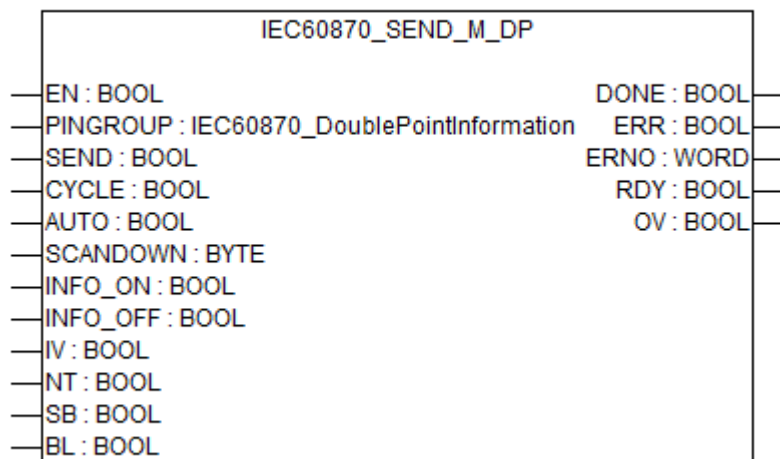 IEC60870_SEND_M_DP
EN : BOOL DONE : BOOL
PINGROUP : IEC60870_DoublePointInformation ERR : BOOL
SEND : BOOL ERNO : WORD
CYCLE : BOOL RDY : BOOL
AUTO : BOOL OV : BOOL
SCANDOWN : BYTE
INFO_ON : BOOL
INFO_OFF : BOOL
IV : BOOL
NT : BOOL
SB : BOOL
BL : BOOL